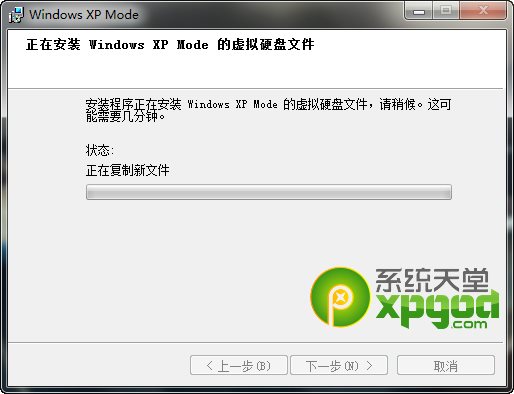 Windows XP Mode
正在安装 Windows XP Mode 的虚拟硬盘文件
安装程序正在安装 Windows XP Mode 的虚拟硬盘文件，请稍候。这可
能需要几分钟。
状态:
正在复制新文件
系统天堂
xpgod
.com
< 上一步(B)
下一步(N) >
取消